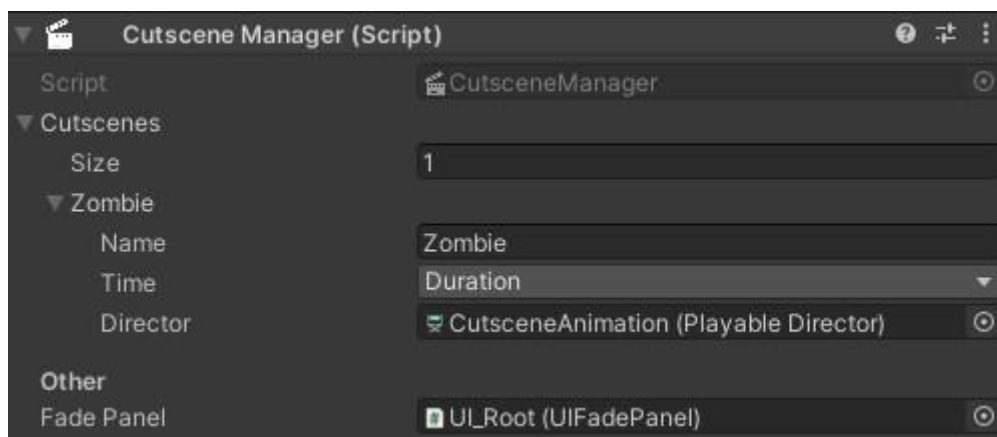 Cutscene Manager (Script)
Script CutsceneManager
Cutscenes
Size 1
Zombie
Name Zombie
Time Duration
Director CutsceneAnimation (Playable Director)
Other
Fade Panel UI_Root (UIFadePanel)